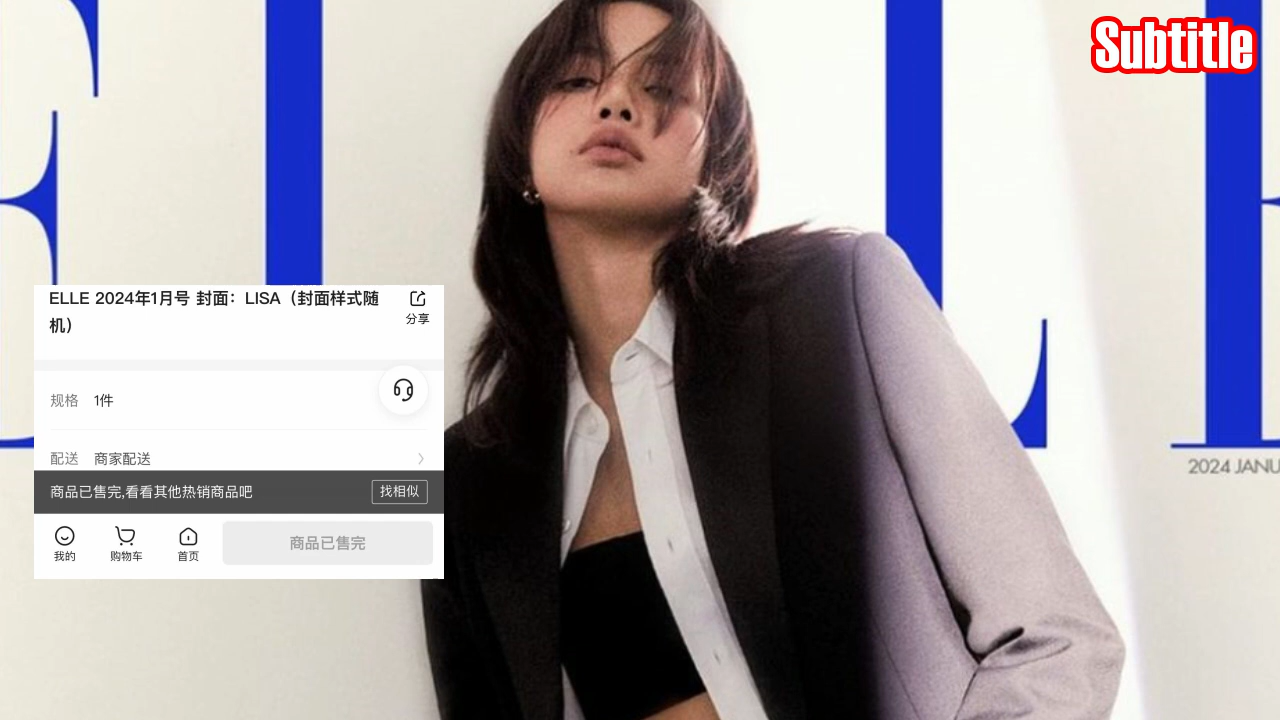 ELLE
Subtitle
ELLE 2024年1月号 封面：LISA（封面样式随
机）
分享
规格 1件
配送 商家配送
商品已售完,看看其他热销商品吧
找相似
我的 购物车 首页 商品已售完
2024 JANU